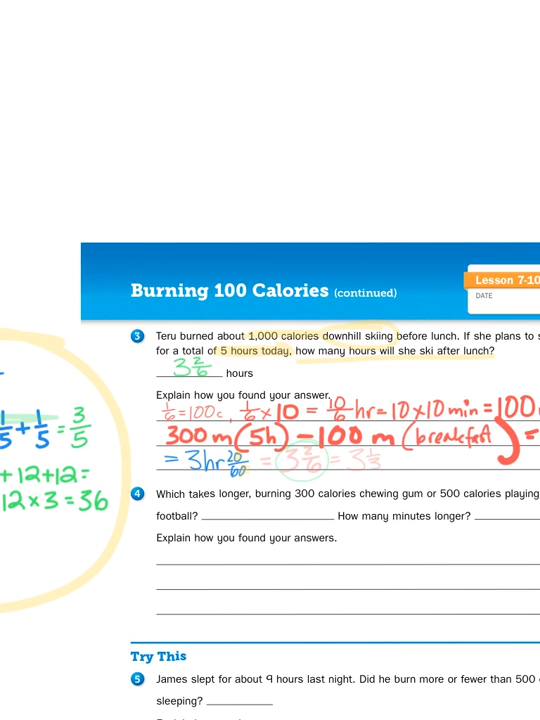 Burning 100 Calories (continued)
Lesson 7-10
DATE
3 Teru burned about 1,000 calories downhill skiing before lunch. If she plans to
for a total of 5 hours today, how many hours will she ski after lunch?
3 2/6 hours
Explain how you found your answer.
1/6 = 100c, 1/6 × 10 = 10/6 hr = 10 × 10 min = 100
300 m (5h) - 100 m (breakfast) =
= 3hr 20/60 = 3 2/6 = 3 1/3
1/5 + 1/5 = 3/5
+ 12 + 12 =
12 × 3 = 36
4 Which takes longer, burning 300 calories chewing gum or 500 calories playing
football? How many minutes longer?
Explain how you found your answers.
Try This
5 James slept for about 9 hours last night. Did he burn more or fewer than 500
sleeping?